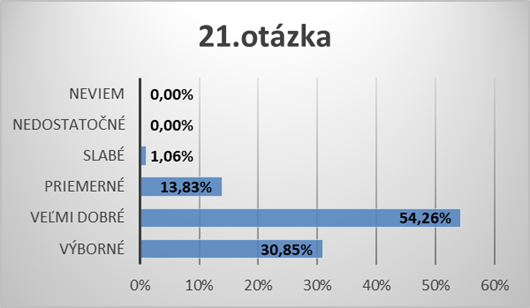 21.otázka
NEVIEM 0,00%
NEDOSTATOČNÉ 0,00%
SLABÉ 1,06%
PRIEMERNÉ 13,83%
VEĽMI DOBRÉ 54,26%
VÝBORNÉ 30,85%
0% 10% 20% 30% 40% 50% 60%